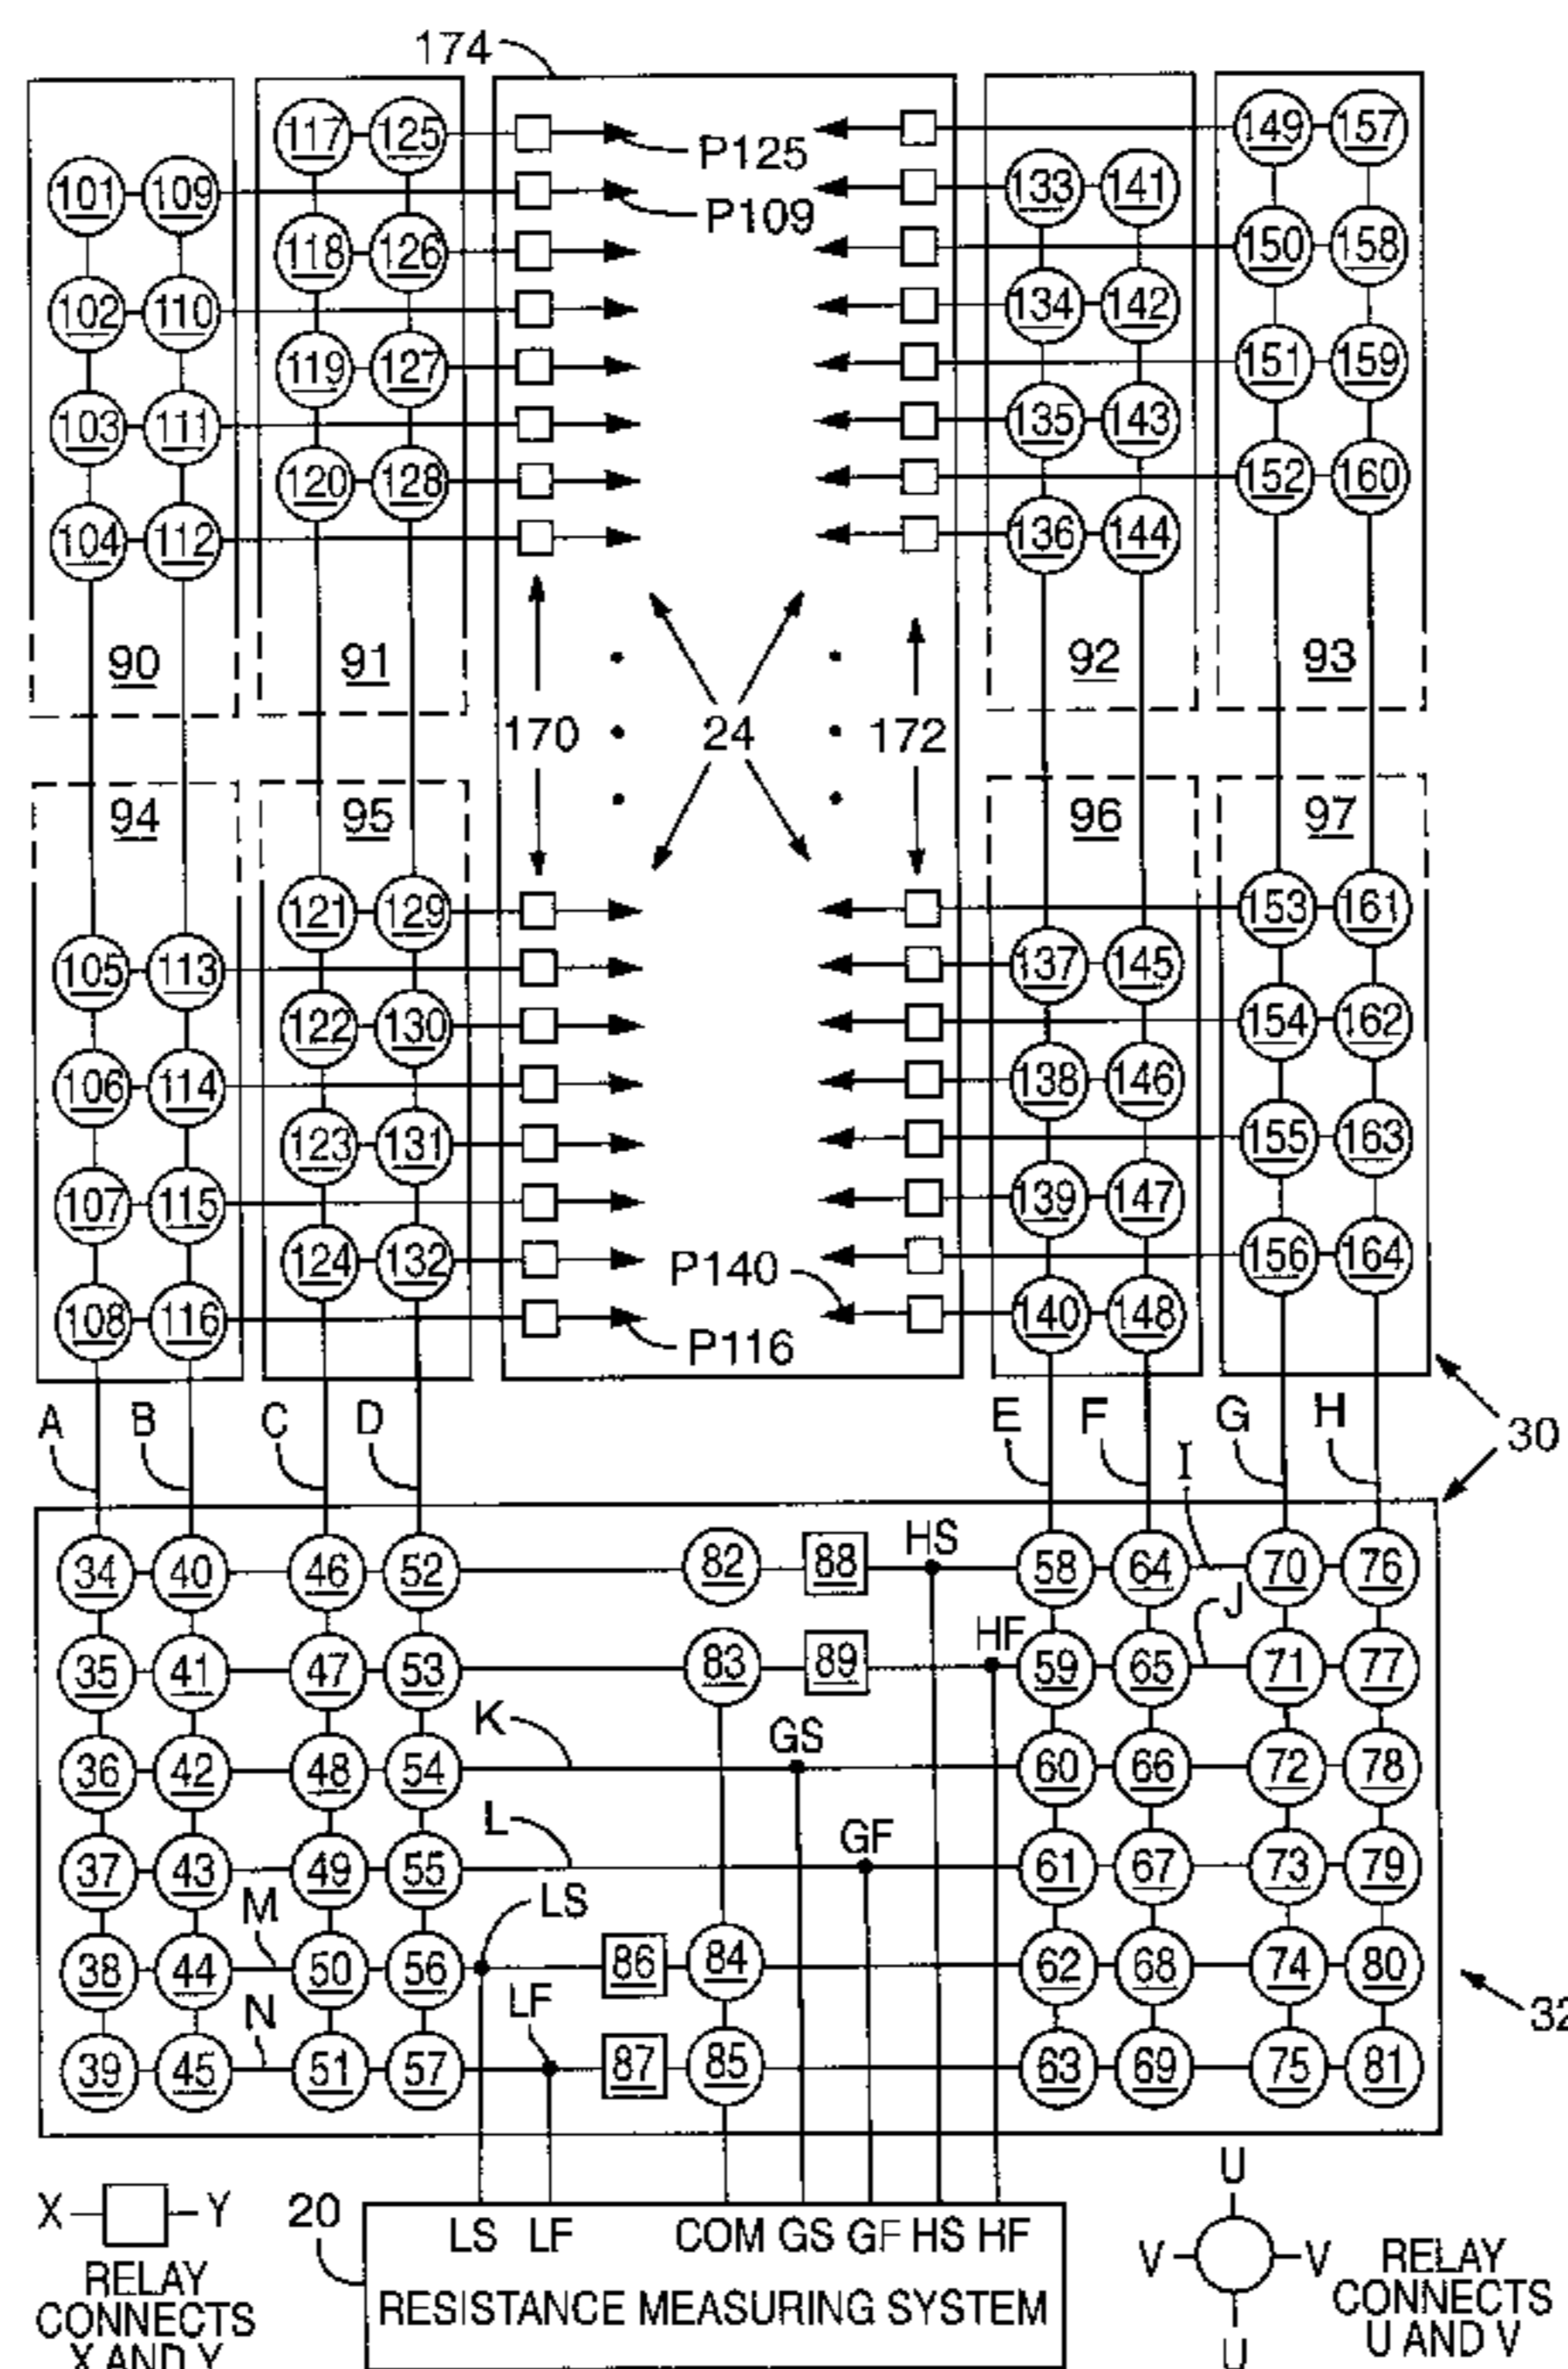 174
117 125 149 157
P125
101 109 133 141
P109
118 126 150 158
102 110 134 142
119 127 151 159
103 111 135 143
120 128 152 160
104 112 136 144
90 91 92 93
170 24 172
94 95 96 97
121 129 153 161
105 113 137 145
122 130 154 162
106 114 138 146
123 131 155 163
107 115 139 147
124 132 156 164
P140
108 116 140 148
P116
A B C D E F G H
30
I
34 40 46 52 82 88 HS 58 64 70 76
J
35 41 47 53 83 89 HF 59 65 71 77
K GS
36 42 48 54 60 66 72 78
L GF
37 43 49 55 61 67 73 79
M LS
38 44 50 56 86 84 62 68 74 80
N LF
39 45 51 57 87 85 63 69 75 81
U
X Y 20 LS LF COM GS GF HS HF V V
RELAY
CONNECTS
X AND Y
RESISTANCE MEASURING SYSTEM
U
RELAY
CONNECTS
U AND V